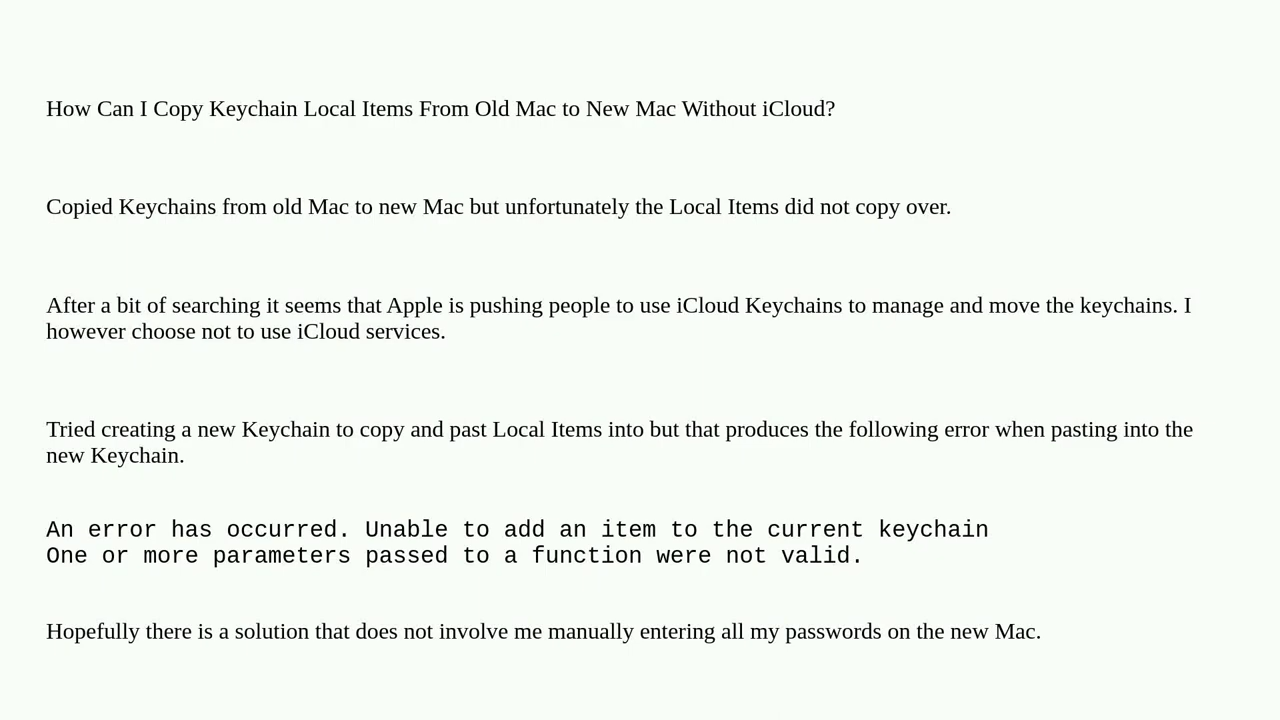 How Can I Copy Keychain Local Items From Old Mac to New Mac Without iCloud?
Copied Keychains from old Mac to new Mac but unfortunately the Local Items did not copy over.
After a bit of searching it seems that Apple is pushing people to use iCloud Keychains to manage and move the keychains. I
however choose not to use iCloud services.
Tried creating a new Keychain to copy and past Local Items into but that produces the following error when pasting into the
new Keychain.
An error has occurred. Unable to add an item to the current keychain
One or more parameters passed to a function were not valid.
Hopefully there is a solution that does not involve me manually entering all my passwords on the new Mac.